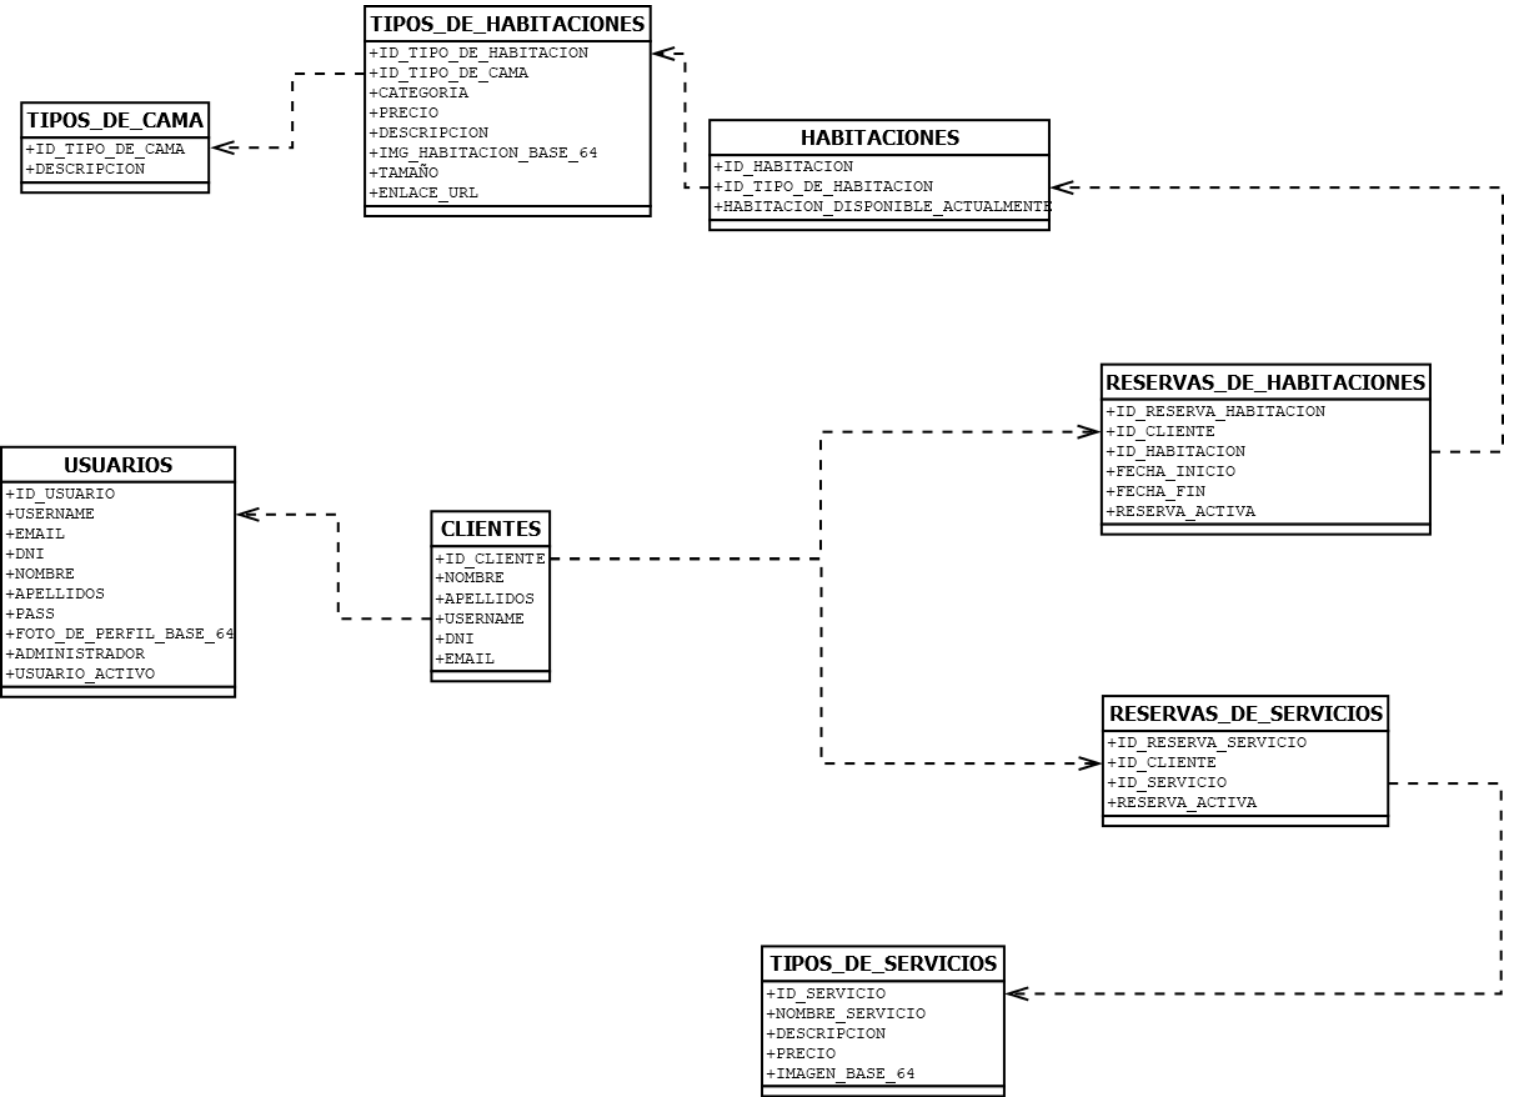 TIPOS_DE_HABITACIONES
+ID_TIPO_DE_HABITACION
+ID_TIPO_DE_CAMA
+CATEGORIA
+PRECIO
+DESCRIPCION
+IMG_HABITACION_BASE_64
+TAMAÑO
+ENLACE_URL
TIPOS_DE_CAMA
+ID_TIPO_DE_CAMA
+DESCRIPCION
HABITACIONES
+ID_HABITACION
+ID_TIPO_DE_HABITACION
+HABITACION_DISPONIBLE_ACTUALMENTE
RESERVAS_DE_HABITACIONES
+ID_RESERVA_HABITACION
+ID_CLIENTE
+ID_HABITACION
+FECHA_INICIO
+FECHA_FIN
+RESERVA_ACTIVA
USUARIOS
+ID_USUARIO
+USERNAME
+EMAIL
+DNI
+NOMBRE
+APELLIDOS
+PASS
+FOTO_DE_PERFIL_BASE_64
+ADMINISTRADOR
+USUARIO_ACTIVO
CLIENTES
+ID_CLIENTE
+NOMBRE
+APELLIDOS
+USERNAME
+DNI
+EMAIL
RESERVAS_DE_SERVICIOS
+ID_RESERVA_SERVICIO
+ID_CLIENTE
+ID_SERVICIO
+RESERVA_ACTIVA
TIPOS_DE_SERVICIOS
+ID_SERVICIO
+NOMBRE_SERVICIO
+DESCRIPCION
+PRECIO
+IMAGEN_BASE_64